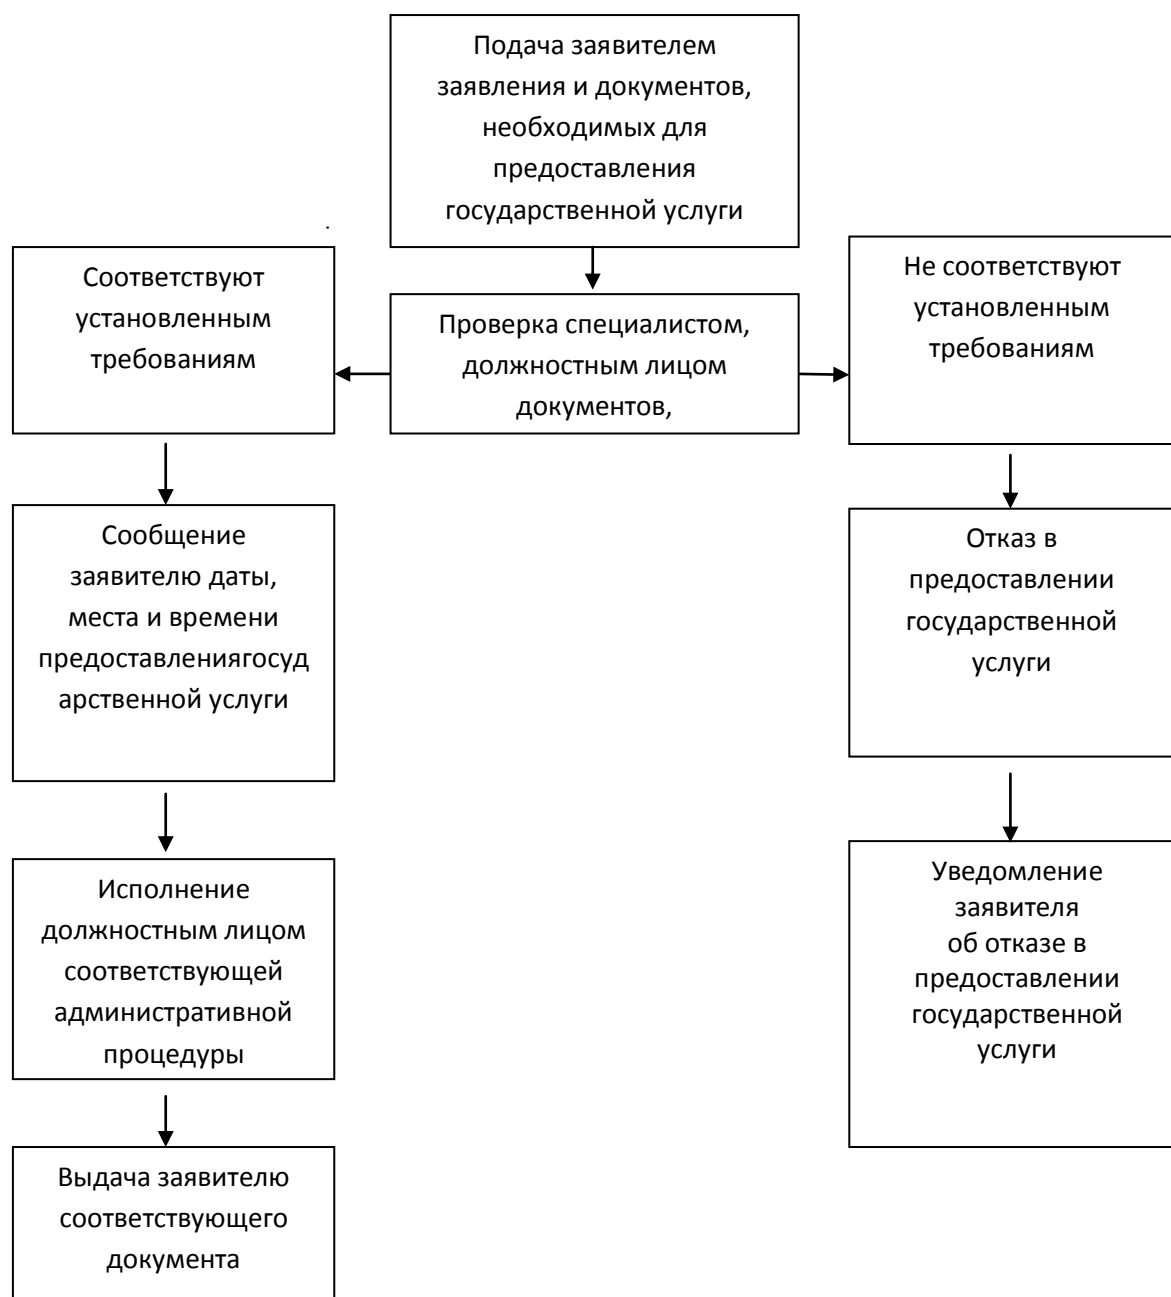 Подача заявителем
заявления и документов,
необходимых для
предоставления
государственной услуги
Соответствуют
установленным
требованиям
Проверка специалистом,
должностным лицом
документов,
Не соответствуют
установленным
требованиям
Сообщение
заявителю даты,
места и времени
предоставлениягосуд
арственной услуги
Отказ в
предоставлении
государственной
услуги
Исполнение
должностным лицом
соответствующей
административной
процедуры
Уведомление
заявителя
об отказе в
предоставлении
государственной
услуги
Выдача заявителю
соответствующего
документа